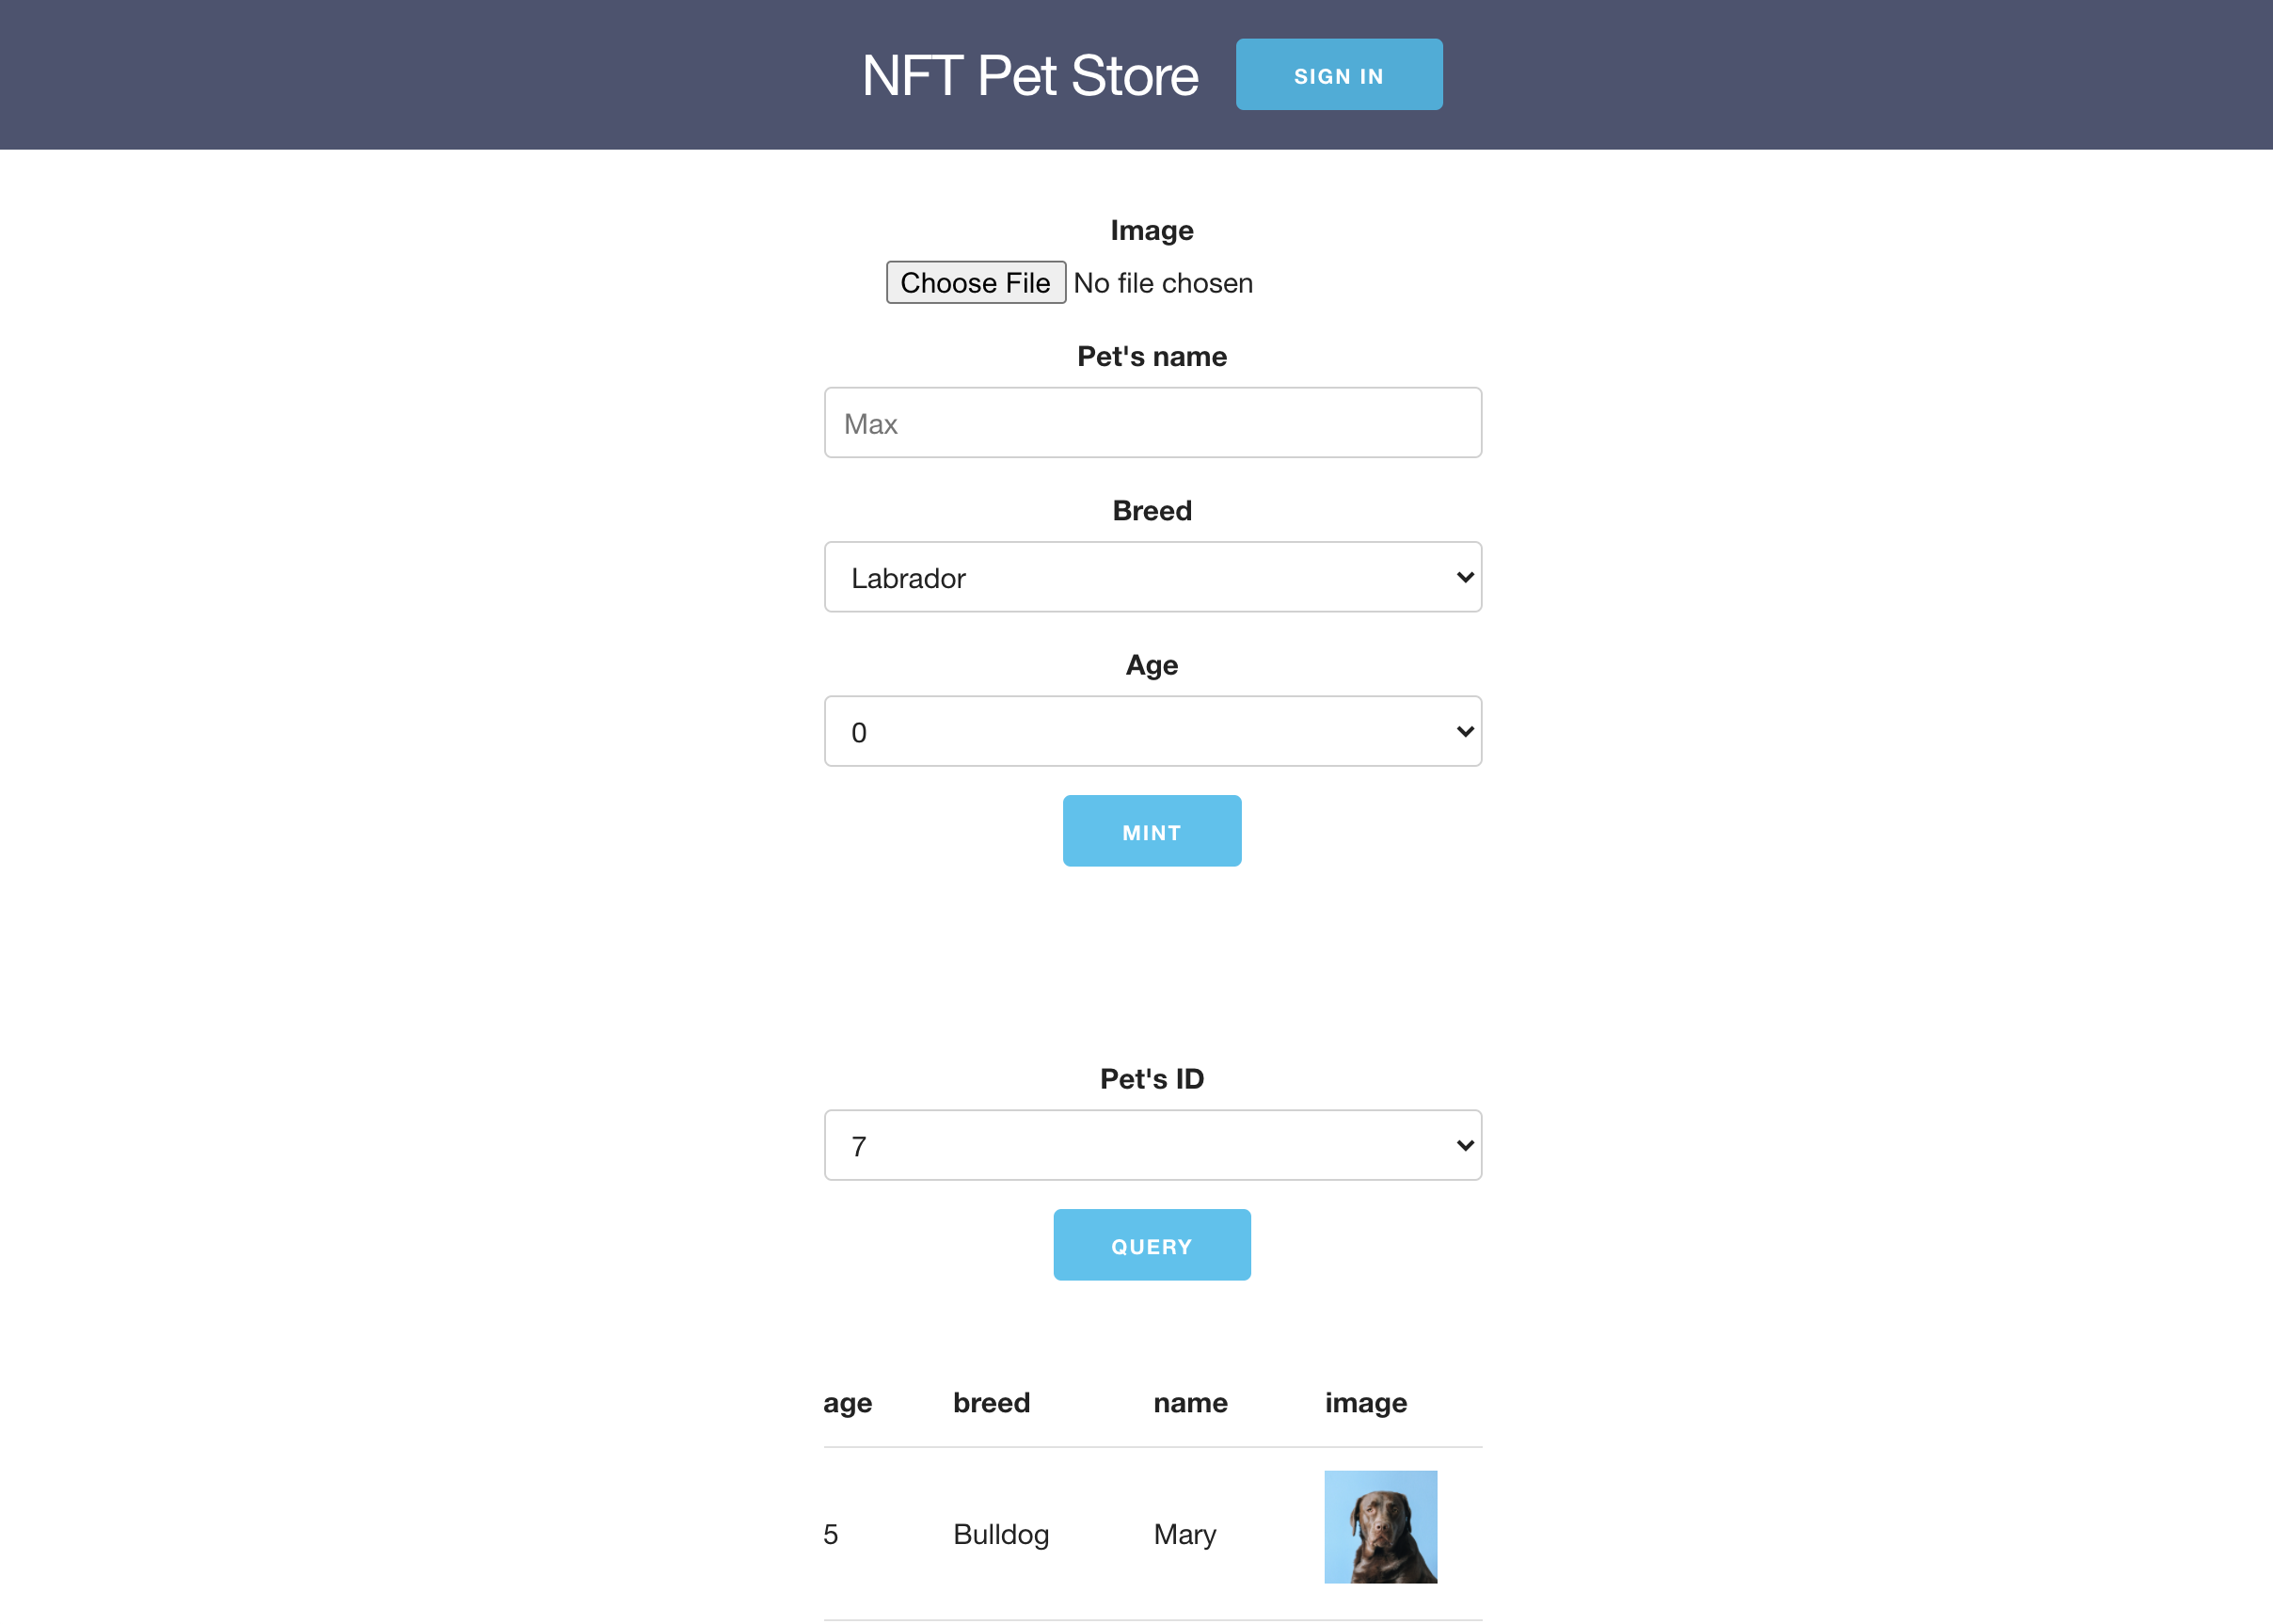 NFT Pet Store SIGN IN
Image
Choose File No file chosen
Pet's name
Max
Breed
Labrador
Age
0
MINT
Pet's ID
7
QUERY
age breed name image
5 Bulldog Mary